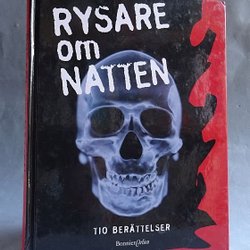 RYSARE
om
NATTEN
TIO BERÄTTELSER
BonnierCarlsen